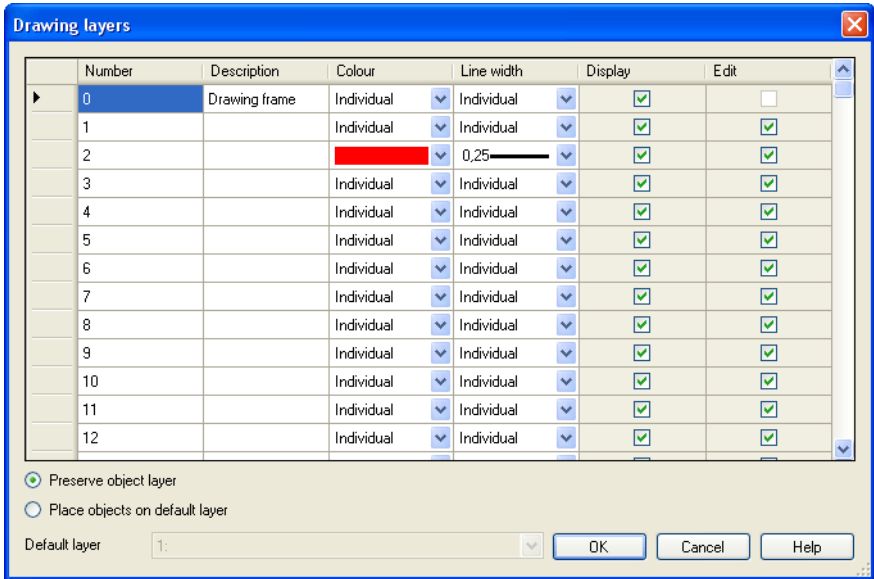 Drawing layers
Number Description Colour Line width Display Edit
0 Drawing frame Individual Individual
1 Individual Individual
2 0,25
3 Individual Individual
4 Individual Individual
5 Individual Individual
6 Individual Individual
7 Individual Individual
8 Individual Individual
9 Individual Individual
10 Individual Individual
11 Individual Individual
12 Individual Individual
Preserve object layer
Place objects on default layer
Default layer 1: OK Cancel Help